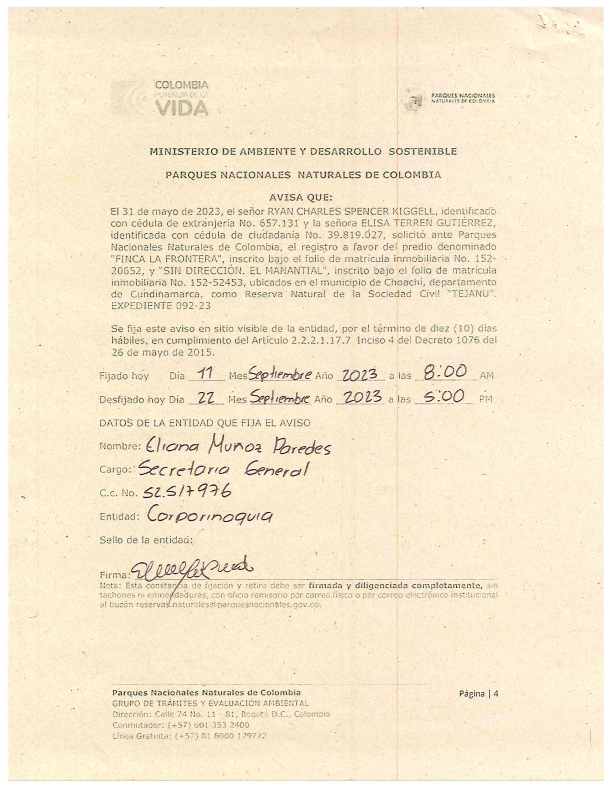 COLOMBIA
POTENCIA DE LA
VIDA
PARQUES NACIONALES
NATURALES DE COLOMBIA
MINISTERIO DE AMBIENTE Y DESARROLLO SOSTENIBLE
PARQUES NACIONALES NATURALES DE COLOMBIA
AVISA QUE:
El 31 de mayo de 2023, el señor RYAN CHARLES SPENCER KIGGELL, identificado
con cédula de extranjería No. 657.131 y la señora ELISA TERREN GUTIÉRREZ,
identificada con cédula de ciudadanía No. 39.819.027, solicitó ante Parques
Nacionales Naturales de Colombia, el registro a favor del predio denominado
"FINCA LA FRONTERA", inscrito bajo el folio de matrícula inmobiliaria No. 152-
20652, y "SIN DIRECCIÓN. EL MANANTIAL", inscrito bajo el folio de matrícula
inmobiliaria No. 152-52453, ubicados en el municipio de Choachí, departamento
de Cundinamarca, como Reserva Natural de la Sociedad Civil "TEJANU".
EXPEDIENTE 092-23
Se fija este aviso en sitio visible de la entidad, por el término de diez (10) días
hábiles, en cumplimiento del Artículo 2.2.2.1.17.7 Inciso 4 del Decreto 1076 del
26 de mayo de 2015.
Fijado hoy Día 11 Mes Septiembre Año 2023 a las 8:00 AM
Desfijado hoy Día 22 Mes Septiembre Año 2023 a las 5:00 PM
DATOS DE LA ENTIDAD QUE FIJA EL AVISO
Nombre: Eliana Muñoz Paredes
Cargo: Secretaria General
C.c. No. 52.517976
Entidad: Corporinoquia
Sello de la entidad:
Firma:
Nota: Esta constancia de fijación y retiro debe ser firmada y diligenciada completamente, sin
tachones ni enmendaduras, con oficio remisorio por correo físico o por correo electrónico institucional
al buzón reservas.naturales@parquesnacionales.gov.co.
Parques Nacionales Naturales de Colombia
GRUPO DE TRÁMITES Y EVALUACIÓN AMBIENTAL
Dirección: Calle 74 No. 11 - 81, Bogotá D.C., Colombia
Conmutador: (+57) 601 353 2400
Línea Gratuita: (+57) 01 8000 129722
Página | 4